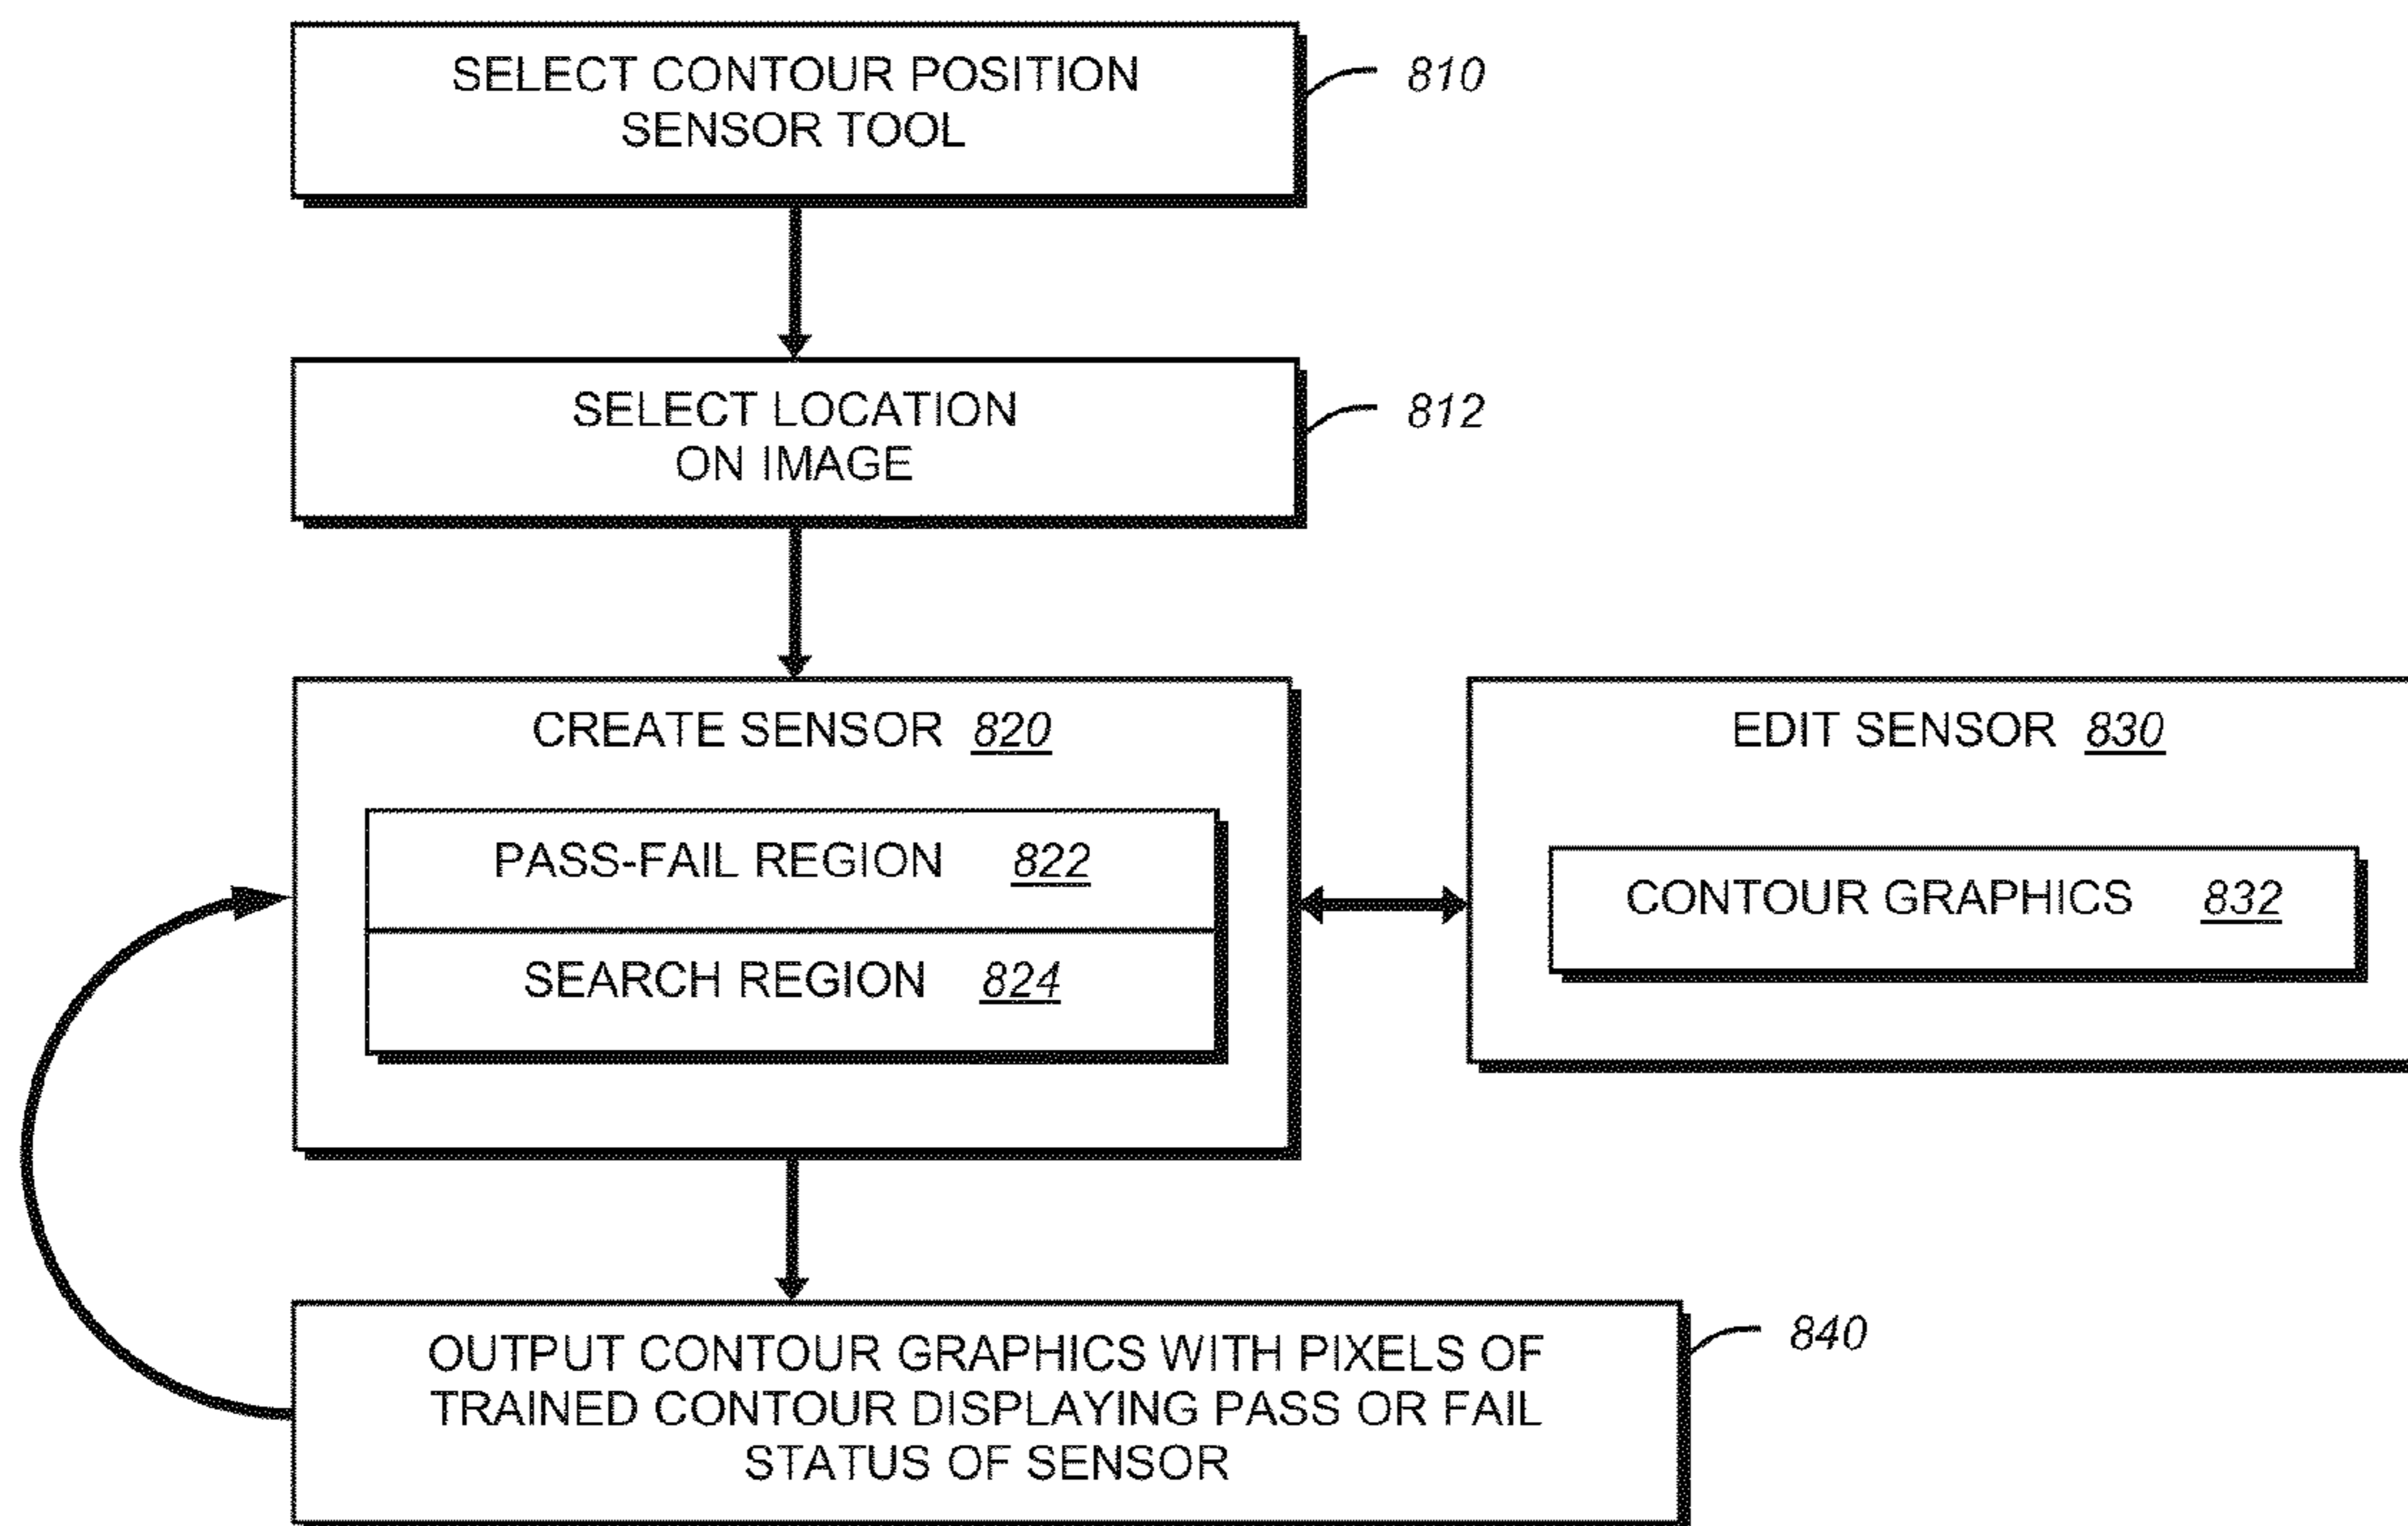 SELECT CONTOUR POSITION
SENSOR TOOL
810
SELECT LOCATION
ON IMAGE
812
CREATE SENSOR 820
PASS-FAIL REGION 822
SEARCH REGION 824
EDIT SENSOR 830
CONTOUR GRAPHICS 832
OUTPUT CONTOUR GRAPHICS WITH PIXELS OF
TRAINED CONTOUR DISPLAYING PASS OR FAIL
STATUS OF SENSOR
840